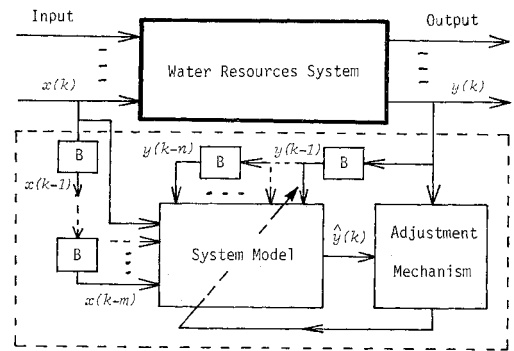 Input
Output
Water Resources System
x(k)
y(k)
B
x(k-1)
B
x(k-m)
y(k-n)
B
y(k-1)
B
System Model
ŷ(k)
Adjustment
Mechanism